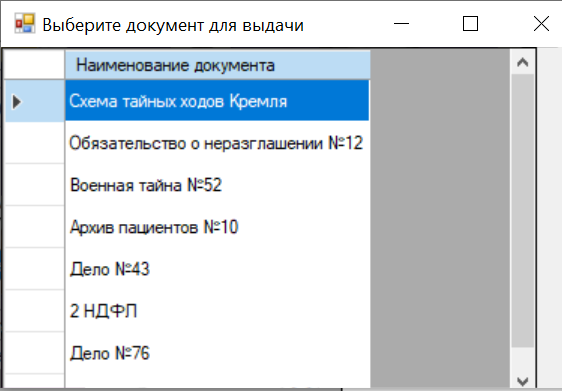 Выберите документ для выдачи
Наименование документа
Схема тайных ходов Кремля
Обязательство о неразглашении №12
Военная тайна №52
Архив пациентов №10
Дело №43
2 НДФЛ
Дело №76